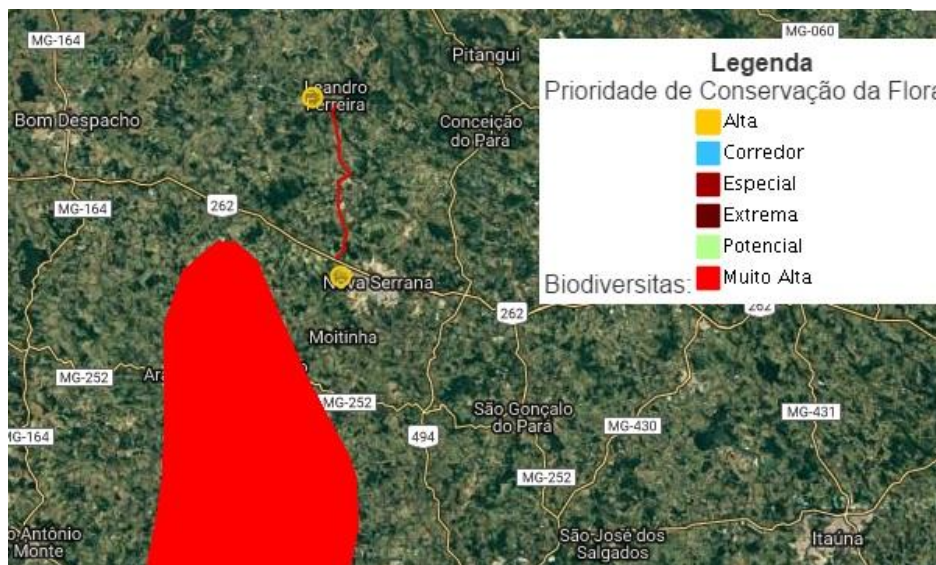 MG-164
MG-060
Pitangui
Leandro
Ferreira
Bom Despacho
Conceição
do Pará
MG-164
262
Nova Serrana
262
262
Moitinha
MG-252
MG-252
MG-164
494
São Gonçalo
do Pará
MG-430
MG-431
MG-252
Antônio
Monte
São José dos
Salgados
Itaúna
Legenda
Prioridade de Conservação da Flora
Alta
Corredor
Especial
Extrema
Potencial
Biodiversitas: Muito Alta